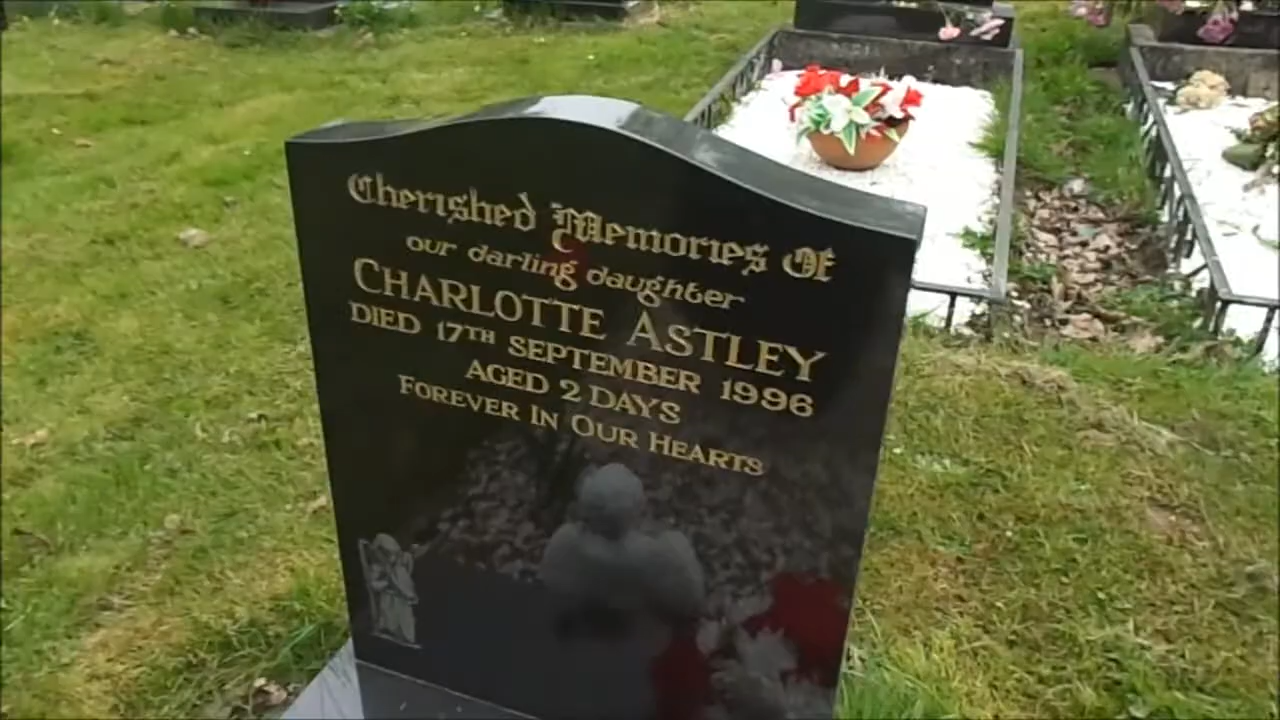 Cherished Memories Of
our darling daughter
CHARLOTTE ASTLEY
DIED 17TH SEPTEMBER 1996
AGED 2 DAYS
FOREVER IN OUR HEARTS